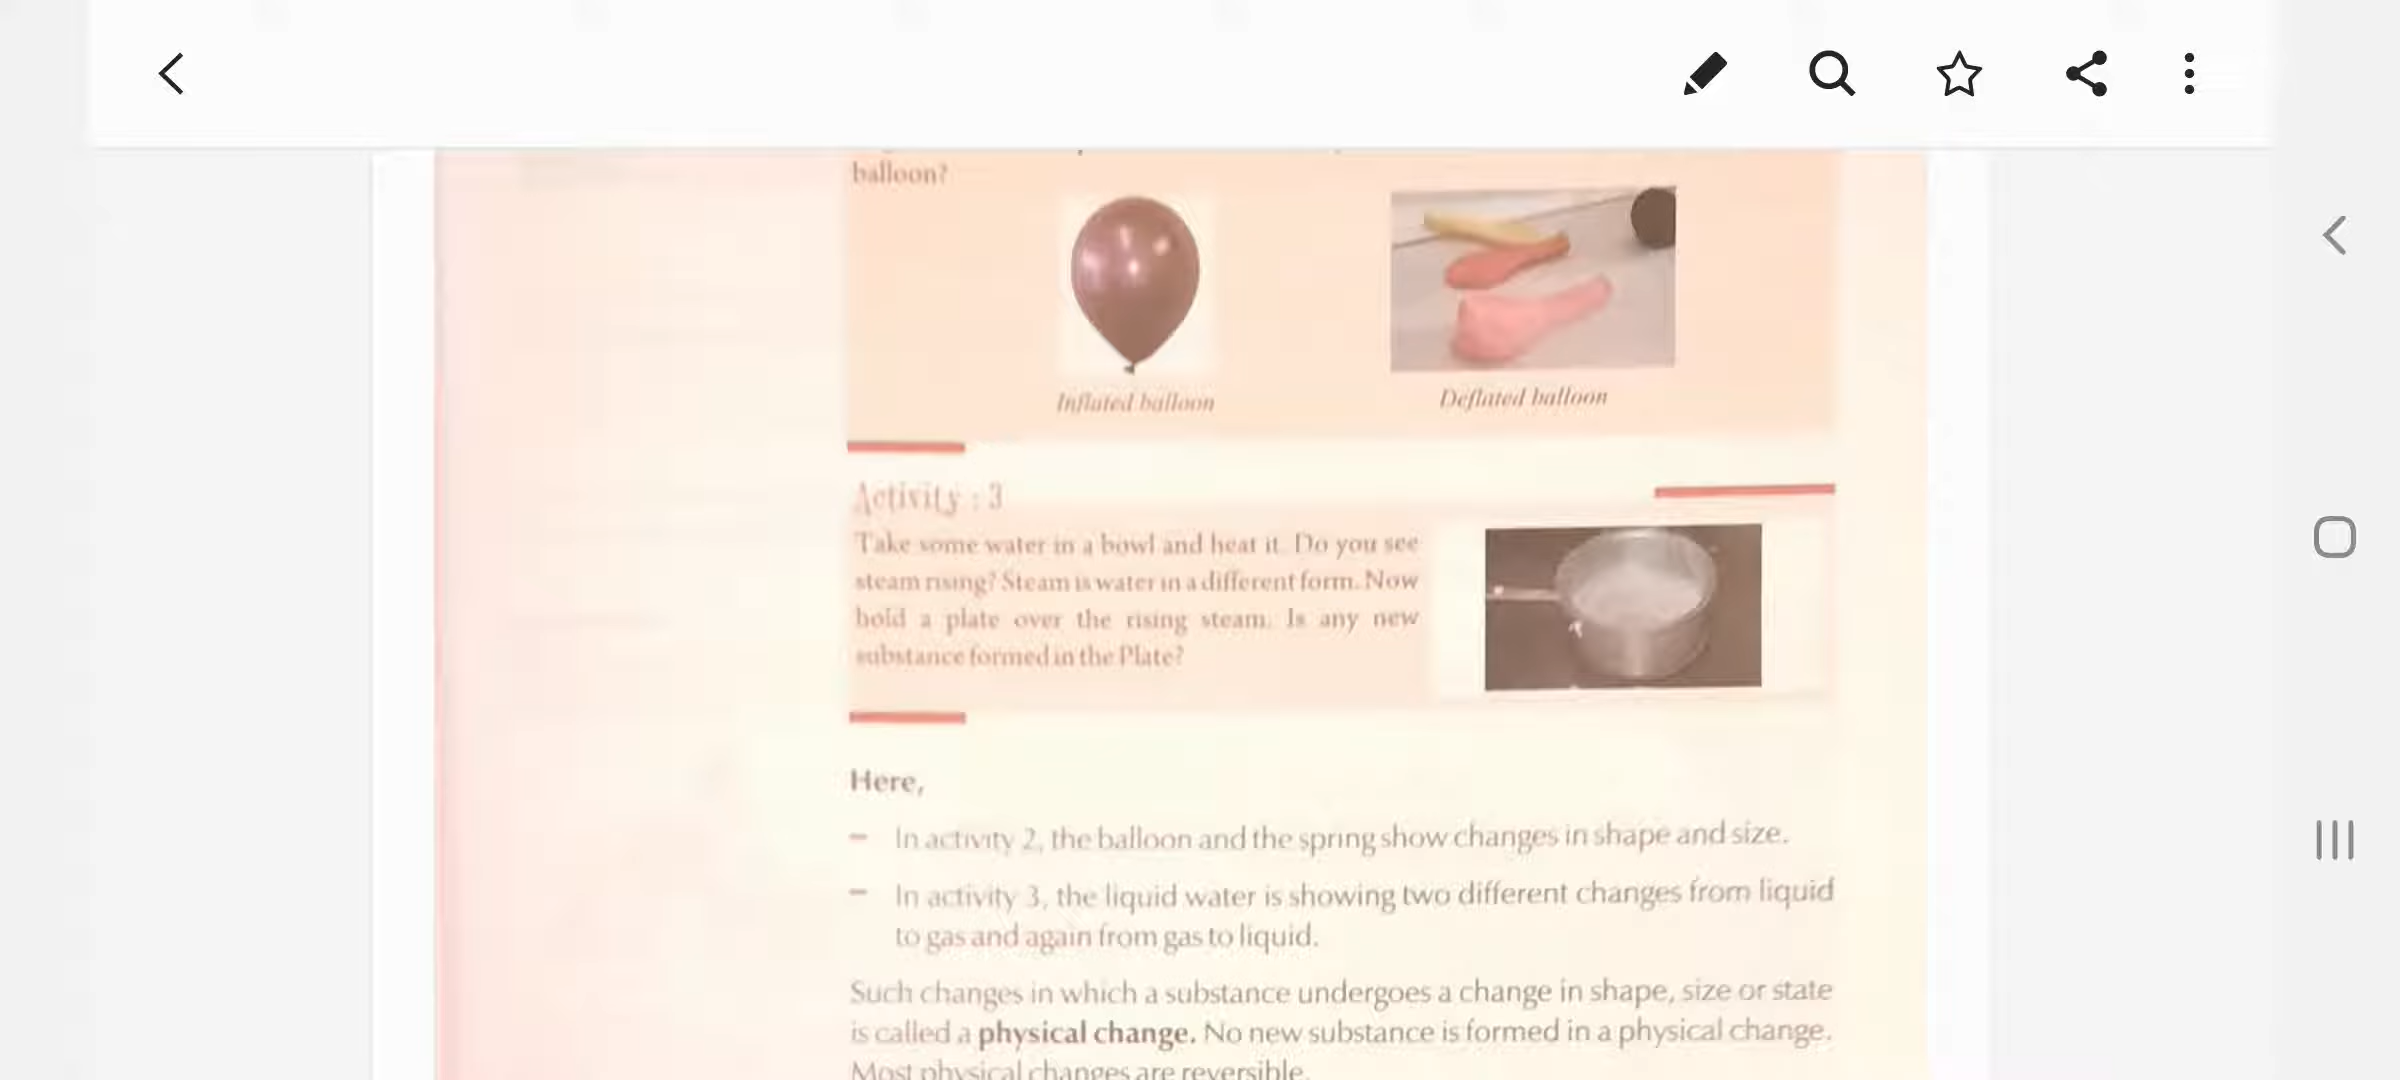 balloon?
Inflated balloon
Deflated balloon
Activity : 3
Take some water in a bowl and heat it. Do you see
steam rising? Steam is water in a different form. Now
hold a plate over the rising steam. Is any new
substance formed in the Plate?
Here,
– In activity 2, the balloon and the spring show changes in shape and size.
– In activity 3, the liquid water is showing two different changes from liquid
to gas and again from gas to liquid.
Such changes in which a substance undergoes a change in shape, size or state
is called a physical change. No new substance is formed in a physical change.
Most physical changes are reversible.